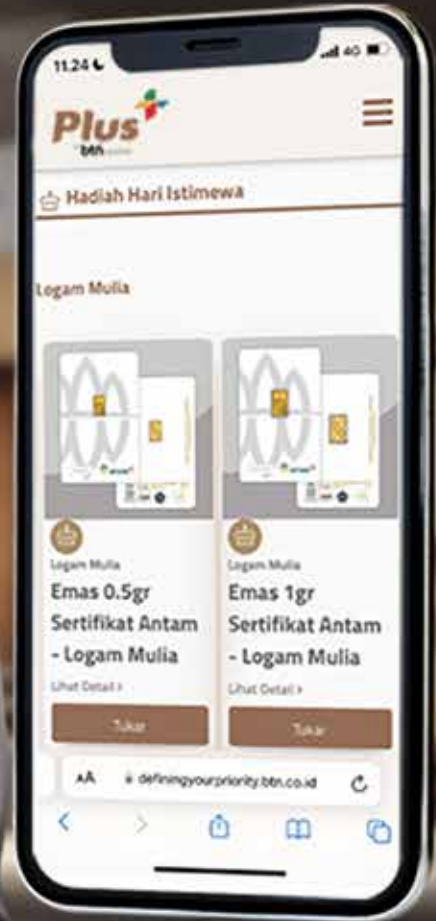 11.24
4G
Plus
btn
Hadiah Hari Istimewa
Logam Mulia
Logam Mulia
Emas 0.5gr
Sertifikat Antam
- Logam Mulia
Lihat Detail >
Tukar
Logam Mulia
Emas 1gr
Sertifikat Antam
- Logam Mulia
Lihat Detail >
Tukar
AA
definingyourpriority.btn.co.id